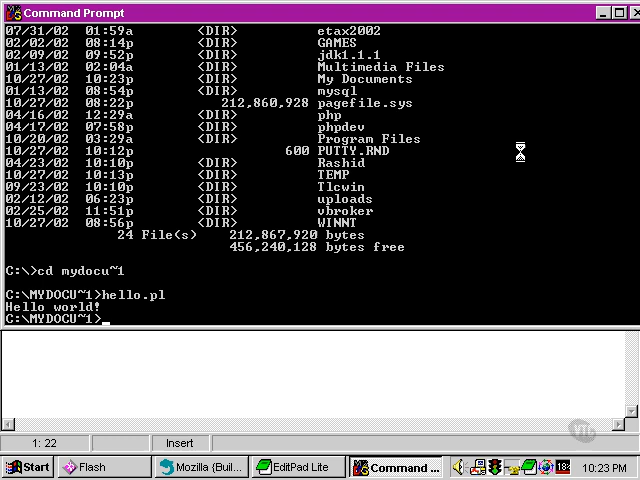 Command Prompt
07/31/02  01:59a        <DIR>          etax2002
02/02/02  08:14p        <DIR>          GAMES
02/09/02  09:52p        <DIR>          jdk1.1.1
01/13/02  02:04a        <DIR>          Multimedia Files
10/27/02  10:23p        <DIR>          My Documents
01/13/02  08:54p        <DIR>          mysql
10/27/02  08:22p           212,860,928 pagefile.sys
04/16/02  12:29a        <DIR>          php
04/17/02  07:58p        <DIR>          phpdev
10/20/02  03:29a        <DIR>          Program Files
10/27/02  10:12p                   600 PUTTY.RND
04/23/02  10:10p        <DIR>          Rashid
10/27/02  10:13p        <DIR>          TEMP
09/23/02  10:10p        <DIR>          Tlcwin
02/12/02  06:23p        <DIR>          uploads
02/25/02  11:51p        <DIR>          vbroker
10/27/02  08:56p        <DIR>          WINNT
24 File(s)    212,867,920 bytes
456,240,128 bytes free
C:\>cd mydocu~1
C:\MYDOCU~1>hello.pl
Hello world!
C:\MYDOCU~1>_
VTC
1: 22 Insert
Start Flash Mozilla {Buil... EditPad Lite Command ... 18% 10:23 PM